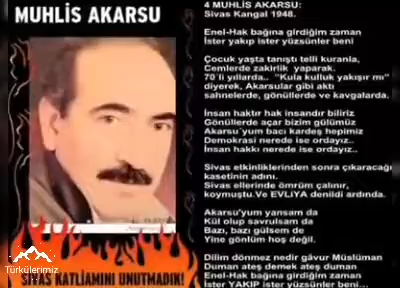 MUHLİS AKARSU
4 MUHLİS AKARSU:
Sivas Kangal 1948.
Enel-Hak bağına girdiğim zaman
İster yakıp ister yüzsünler beni
Çocuk yaşta tanıştı telli kuranla,
Cemlerde zakirlik yaparak.
70´li yıllarda.. "Kula kulluk yakışır mı"
diyerek, Akarsular gibi aktı
sahnelerde, gönüllerde ve kavgalarda.
İnsan haktır hak insandır biliriz
Gönüllerde açar bizim gülümüz
Akarsu´yum bacı kardeş hepimiz
Demokrasi nerede ise ordayız...
İnsan hakkı nerede ise ordayız..
Sivas etkinliklerinden sonra çıkaracağı
kasetinin adını.
Sivas ellerinde ömrüm çalınır,
koymuştu.Ve EVLİYA denildi ardında.
Akarsu'yum yansam da
Kül olup savrulsam da
Bazı, bazı gülsem de
Yine gönlüm hoş değil.
Dilim dönmez nedir gâvur Müslüman
Duman ateş demek ateş duman
Enel-Hak bağına girdiğim zaman
İster YAKIP ister yüzsünler beni...
SİVAS KATLİAMINI UNUTMADIK!
Türkülerimiz